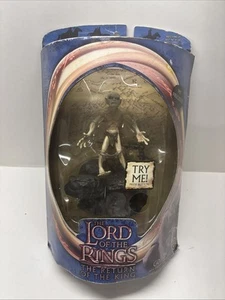 TRY
ME!
THE
LORD
OF THE
RINGS
THE RETURN
OF THE KING